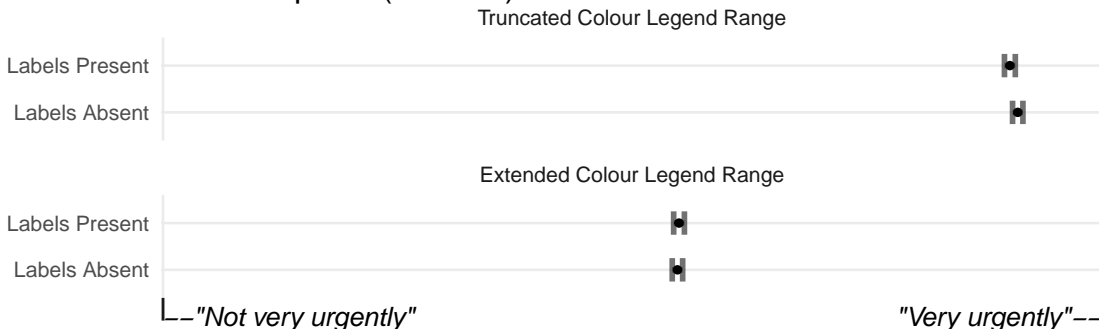 Truncated Colour Legend Range
Labels Present
Labels Absent
Extended Colour Legend Range
Labels Present
Labels Absent
"Not very urgently"
"Very urgently"